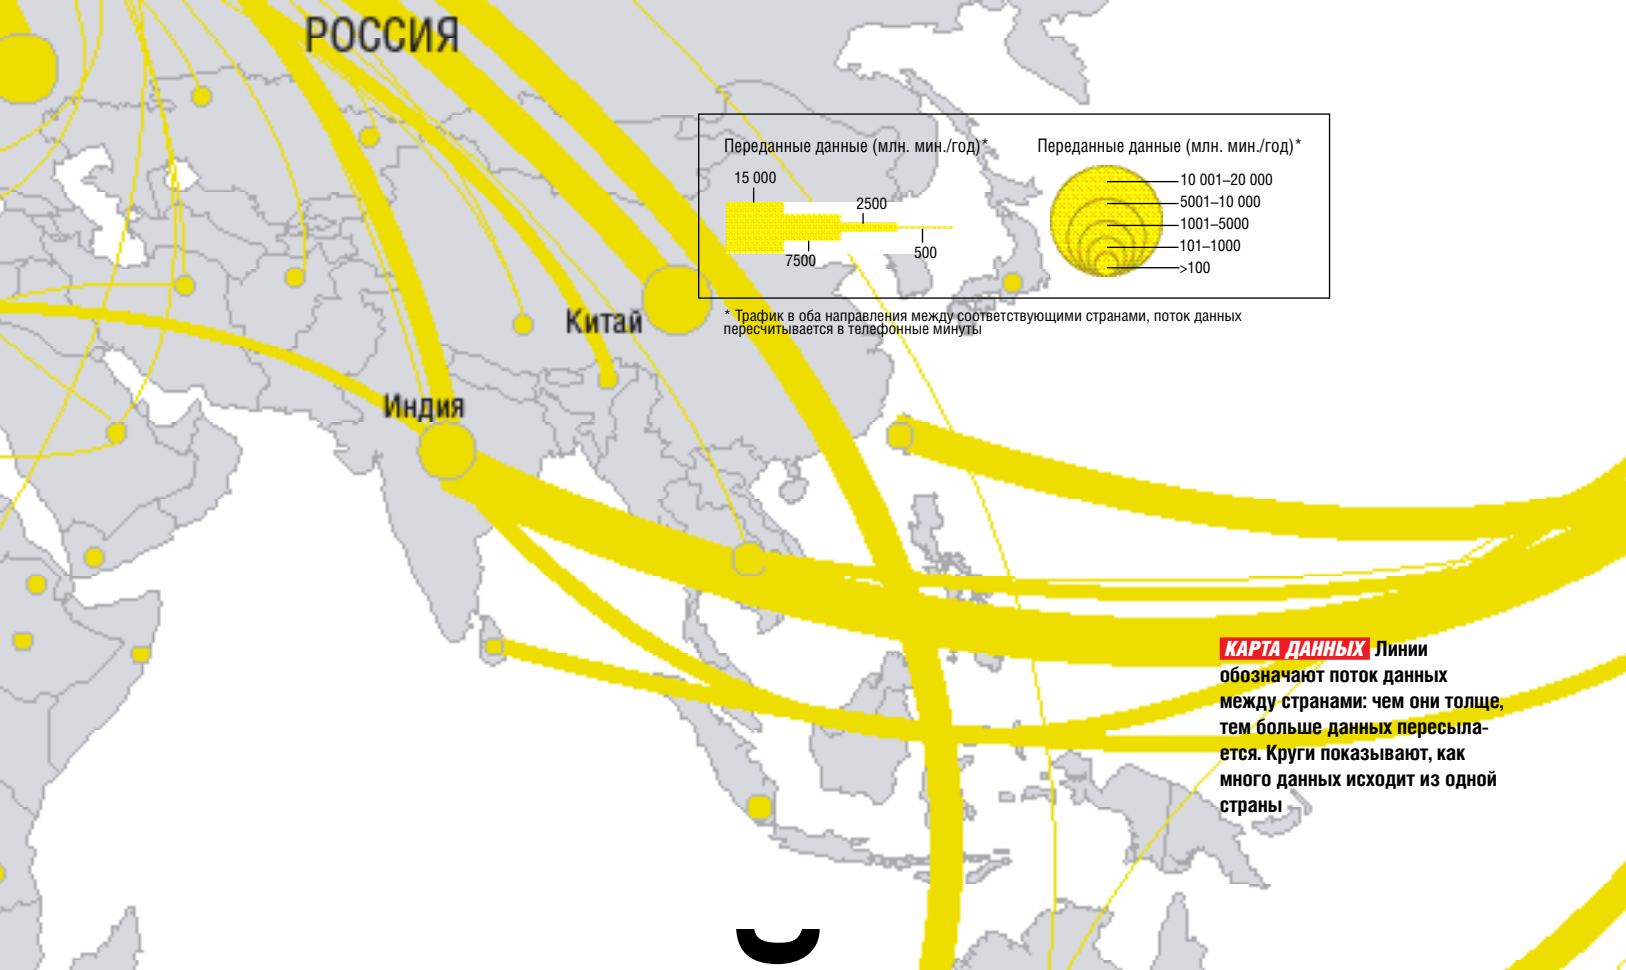 РОССИЯ
Переданные данные (млн. мин./год)*
15 000
2500
7500
500
Переданные данные (млн. мин./год)*
10 001–20 000
5001–10 000
1001–5000
101–1000
>100
* Трафик в оба направления между соответствующими странами, поток данных
пересчитывается в телефонные минуты
Китай
Индия
КАРТА ДАННЫХ Линии
обозначают поток данных
между странами: чем они толще,
тем больше данных пересыла-
ется. Круги показывают, как
много данных исходит из одной
страны